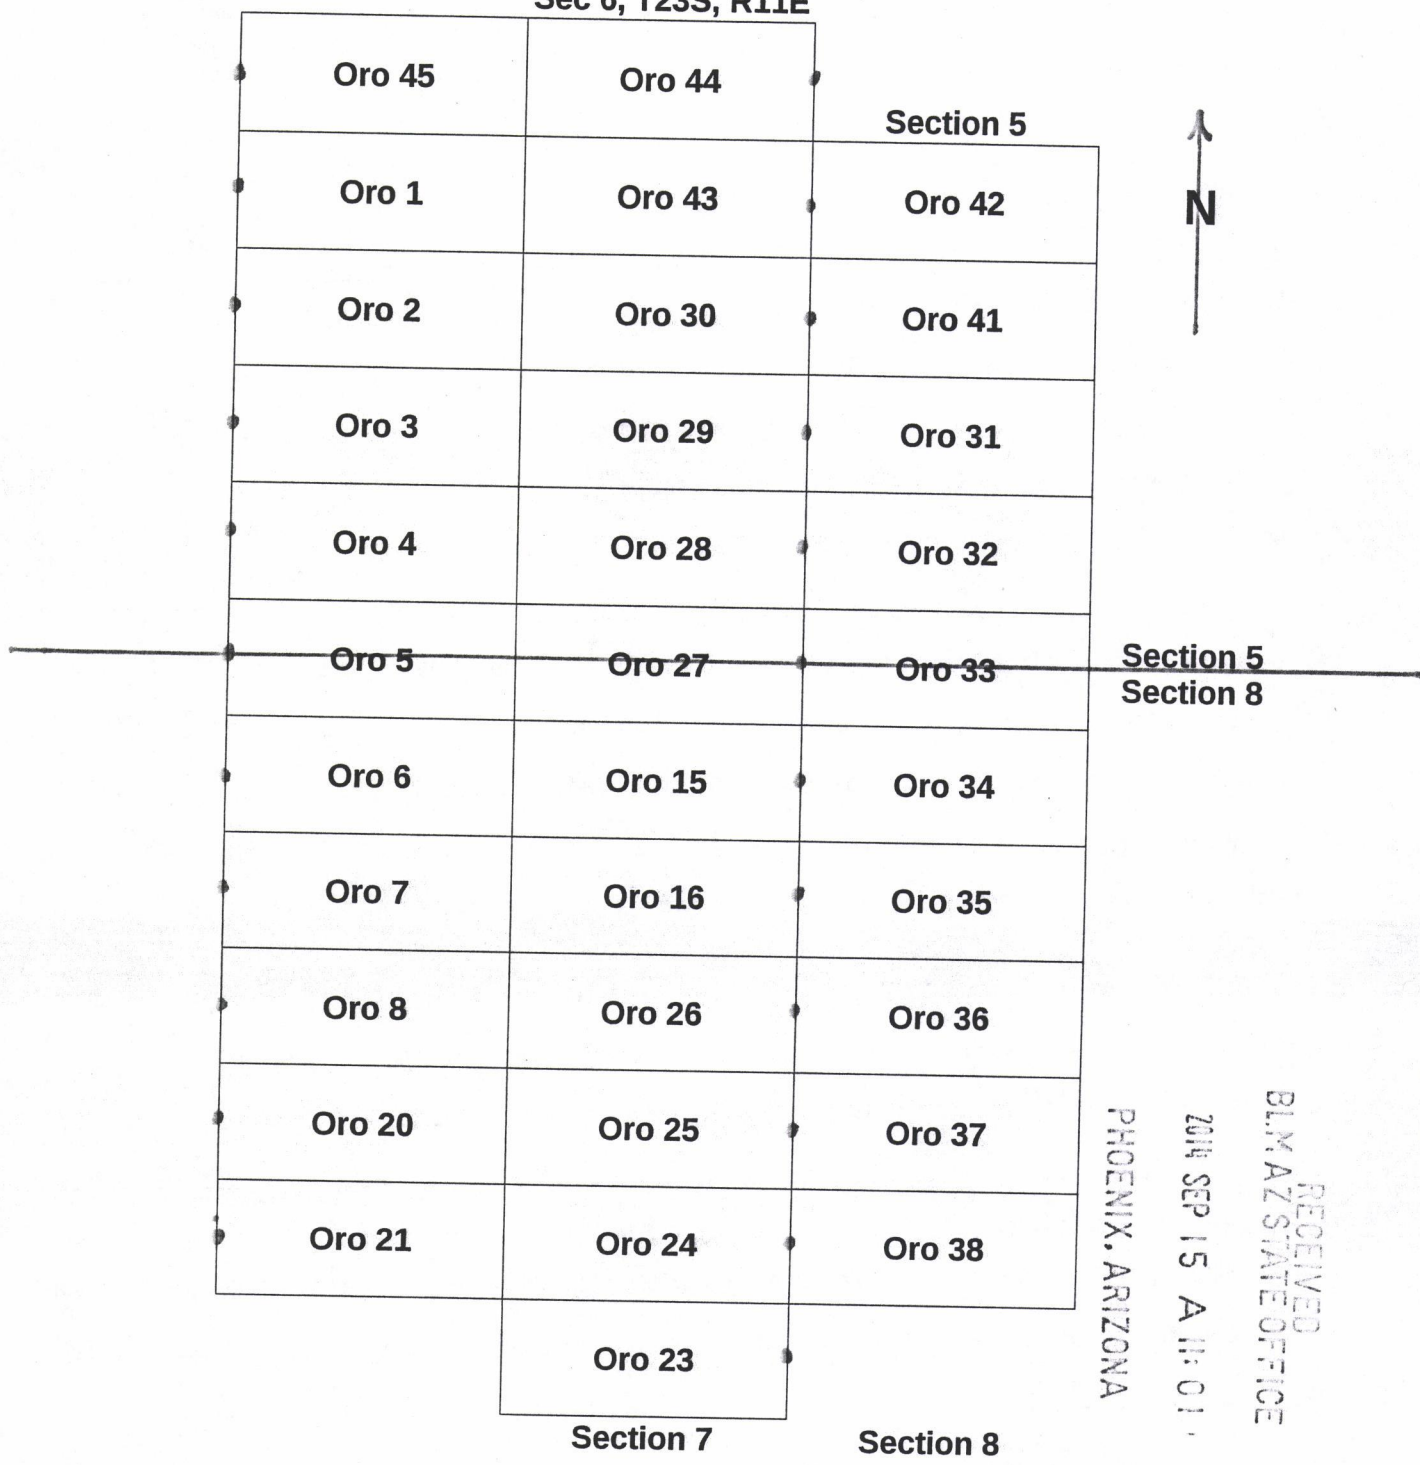 Sec 6, T23S, R11E
Oro 45 Oro 44
Section 5
Oro 1 Oro 43 Oro 42
N
Oro 2 Oro 30 Oro 41
Oro 3 Oro 29 Oro 31
Oro 4 Oro 28 Oro 32
Oro 5 Oro 27 Oro 33
Section 5
Section 8
Oro 6 Oro 15 Oro 34
Oro 7 Oro 16 Oro 35
Oro 8 Oro 26 Oro 36
Oro 20 Oro 25 Oro 37
Oro 21 Oro 24 Oro 38
Oro 23
Section 7
Section 8
RECEIVED
BLM AZ STATE OFFICE
2014 SEP 15 A 11:01
PHOENIX, ARIZONA